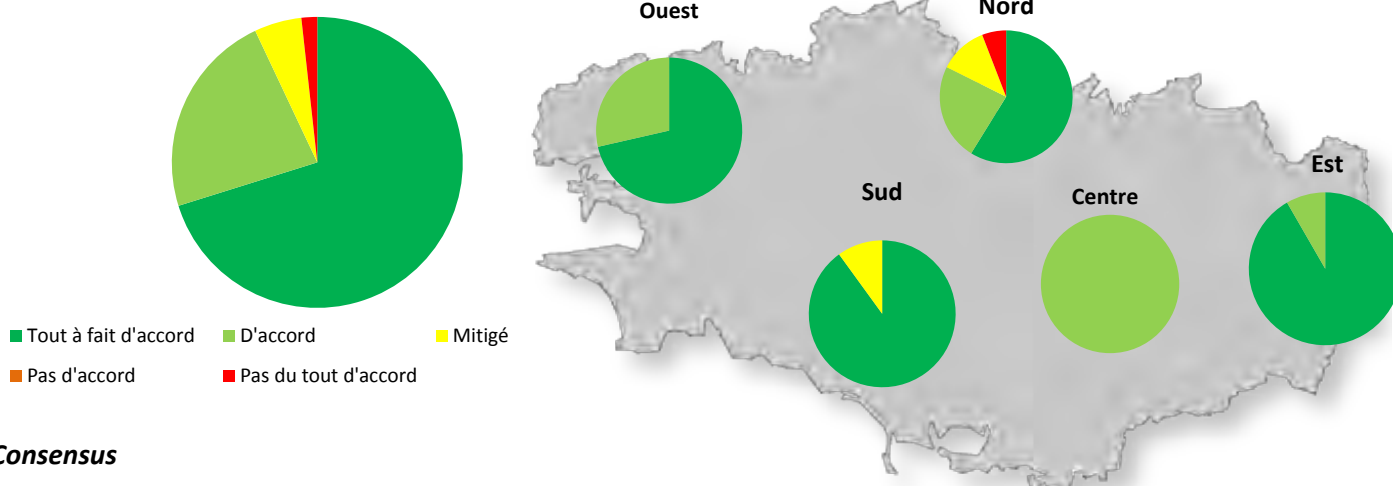 Ouest
Nord
Est
Sud
Centre
Tout à fait d'accord
D'accord
Mitigé
Pas d'accord
Pas du tout d'accord
Consensus